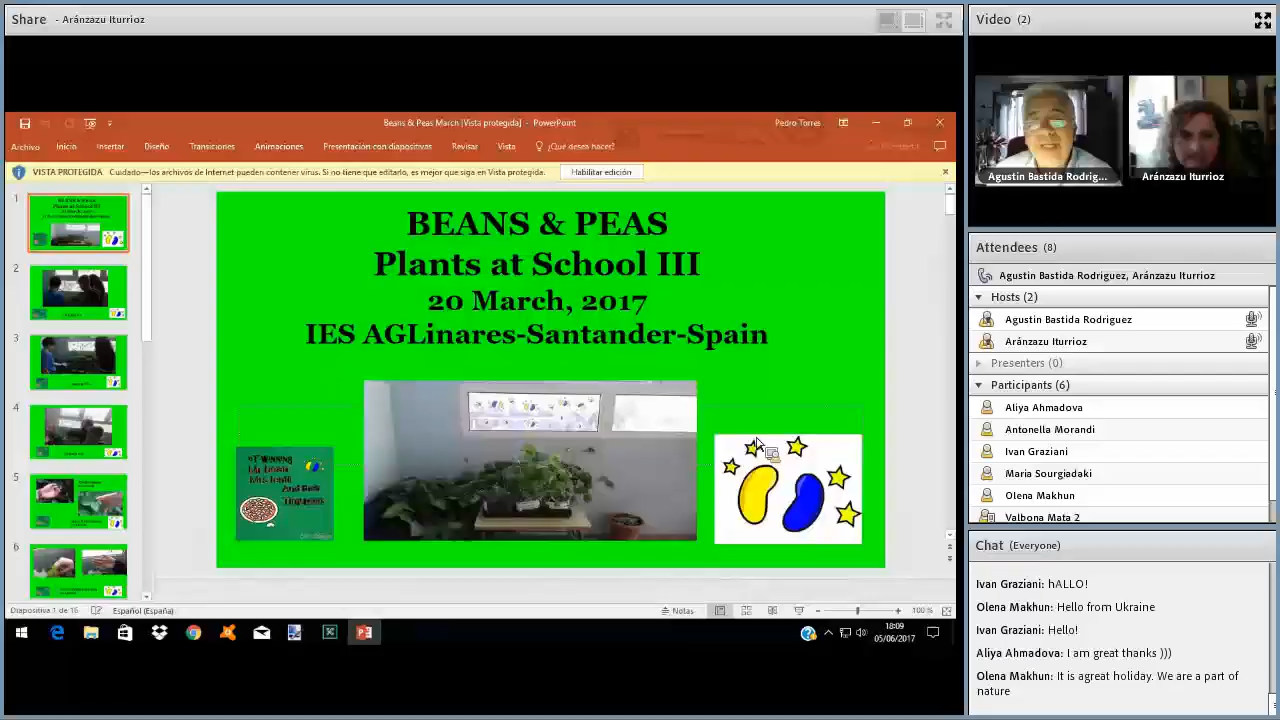 Share - Aránzazu Iturrioz
Beans & Peas March [Vista protegida] - PowerPoint
Pedro Torres
Archivo Inicio Insertar Diseño Transiciones Animaciones Presentación con diapositivas Revisar Vista ¿Qué desea hacer?
VISTA PROTEGIDA Cuidado—los archivos de Internet pueden contener virus. Si no tiene que editarlo, es mejor que siga en Vista protegida. Habilitar edición
1
2
3
4
5
6
BEANS & PEAS
Plants at School III
20 March, 2017
IES AGLinares-Santander-Spain
Diapositiva 1 de 16 Español (España) Notas 100 %
18:09
05/06/2017
Video (2)
Agustin Bastida Rodrig...
Aránzazu Iturrioz
Attendees (8)
Agustin Bastida Rodriguez, Aránzazu Iturrioz
Hosts (2)
Agustin Bastida Rodriguez
Aránzazu Iturrioz
Presenters (0)
Participants (6)
Aliya Ahmadova
Antonella Morandi
Ivan Graziani
Maria Sourgiadaki
Olena Makhun
Valbona Mata 2
Chat (Everyone)
Ivan Graziani: hALLO!
Olena Makhun: Hello from Ukraine
Ivan Graziani: Hello!
Aliya Ahmadova: I am great thanks )))
Olena Makhun: It is agreat holiday. We are a part of
nature